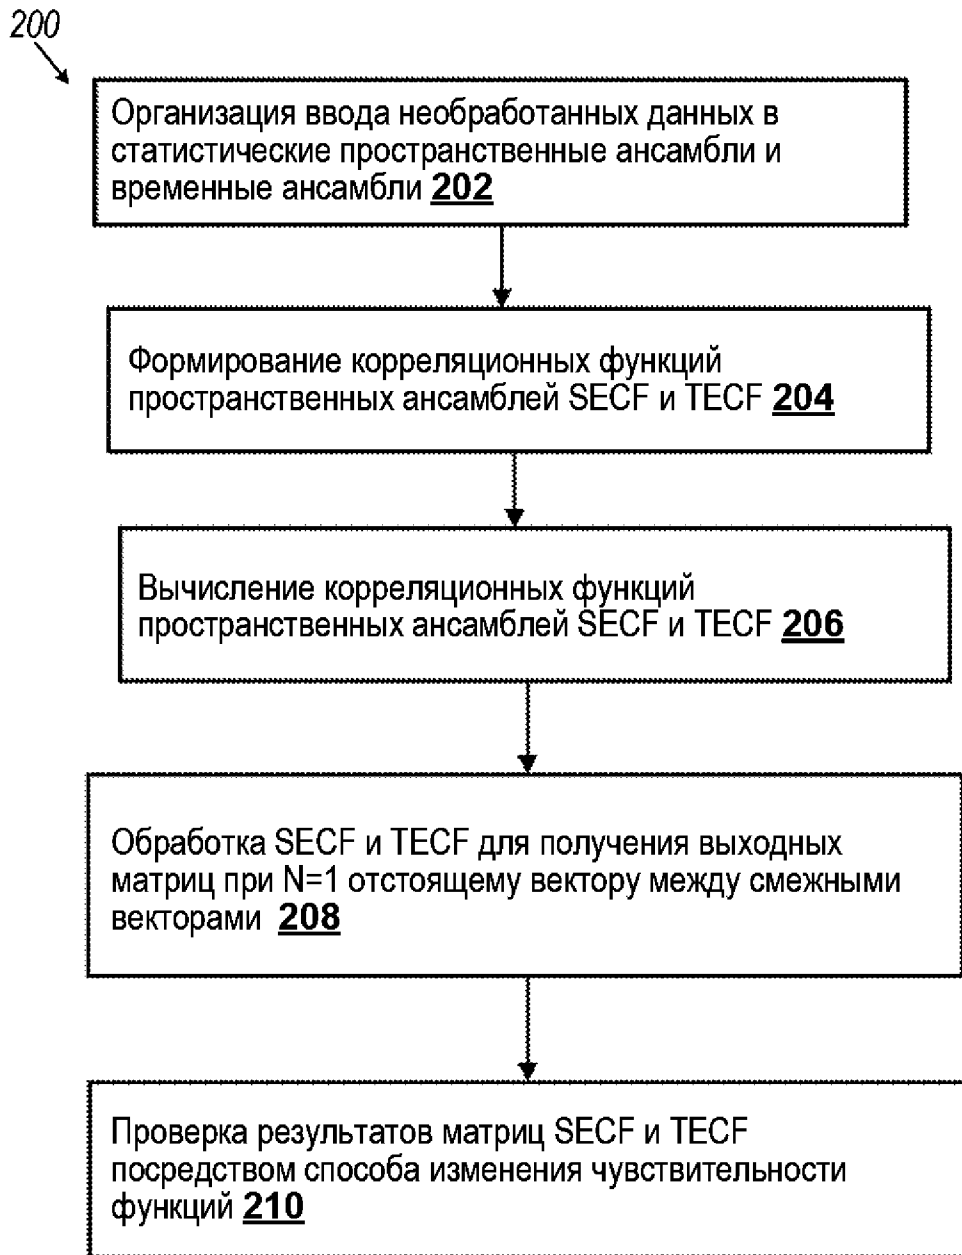 200
Организация ввода необработанных данных в
статистические пространственные ансамбли и
временные ансамбли 202
Формирование корреляционных функций
пространственных ансамблей SECF и TECF 204
Вычисление корреляционных функций
пространственных ансамблей SECF и TECF 206
Обработка SECF и TECF для получения выходных
матриц при N=1 отстоящему вектору между смежными
векторами 208
Проверка результатов матриц SECF и TECF
посредством способа изменения чувствительности
функций 210